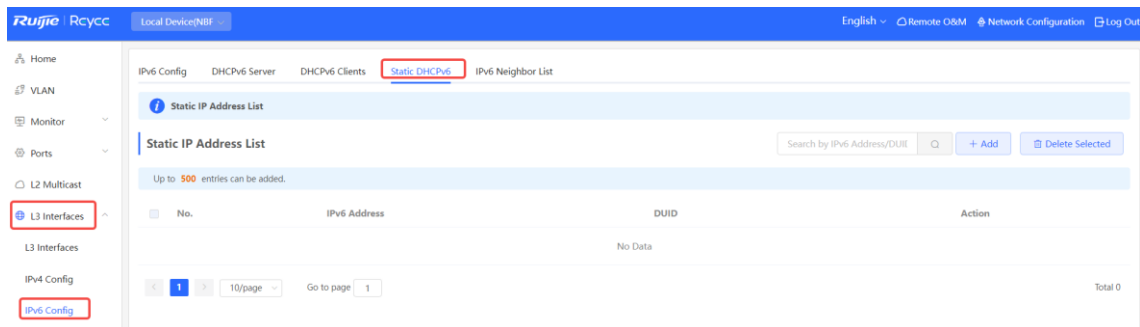 Ruijie | Rcycc Local Device(NBF English Remote O&M Network Configuration Log Out
Home
VLAN
Monitor
Ports
L2 Multicast
L3 Interfaces
L3 Interfaces
IPv4 Config
IPv6 Config
IPv6 Config DHCPv6 Server DHCPv6 Clients Static DHCPv6 IPv6 Neighbor List
i Static IP Address List
Static IP Address List Search by IPv6 Address/DUID + Add Delete Selected
Up to 500 entries can be added.
No. IPv6 Address DUID Action
No Data
< 1 > 10/page Go to page 1 Total 0